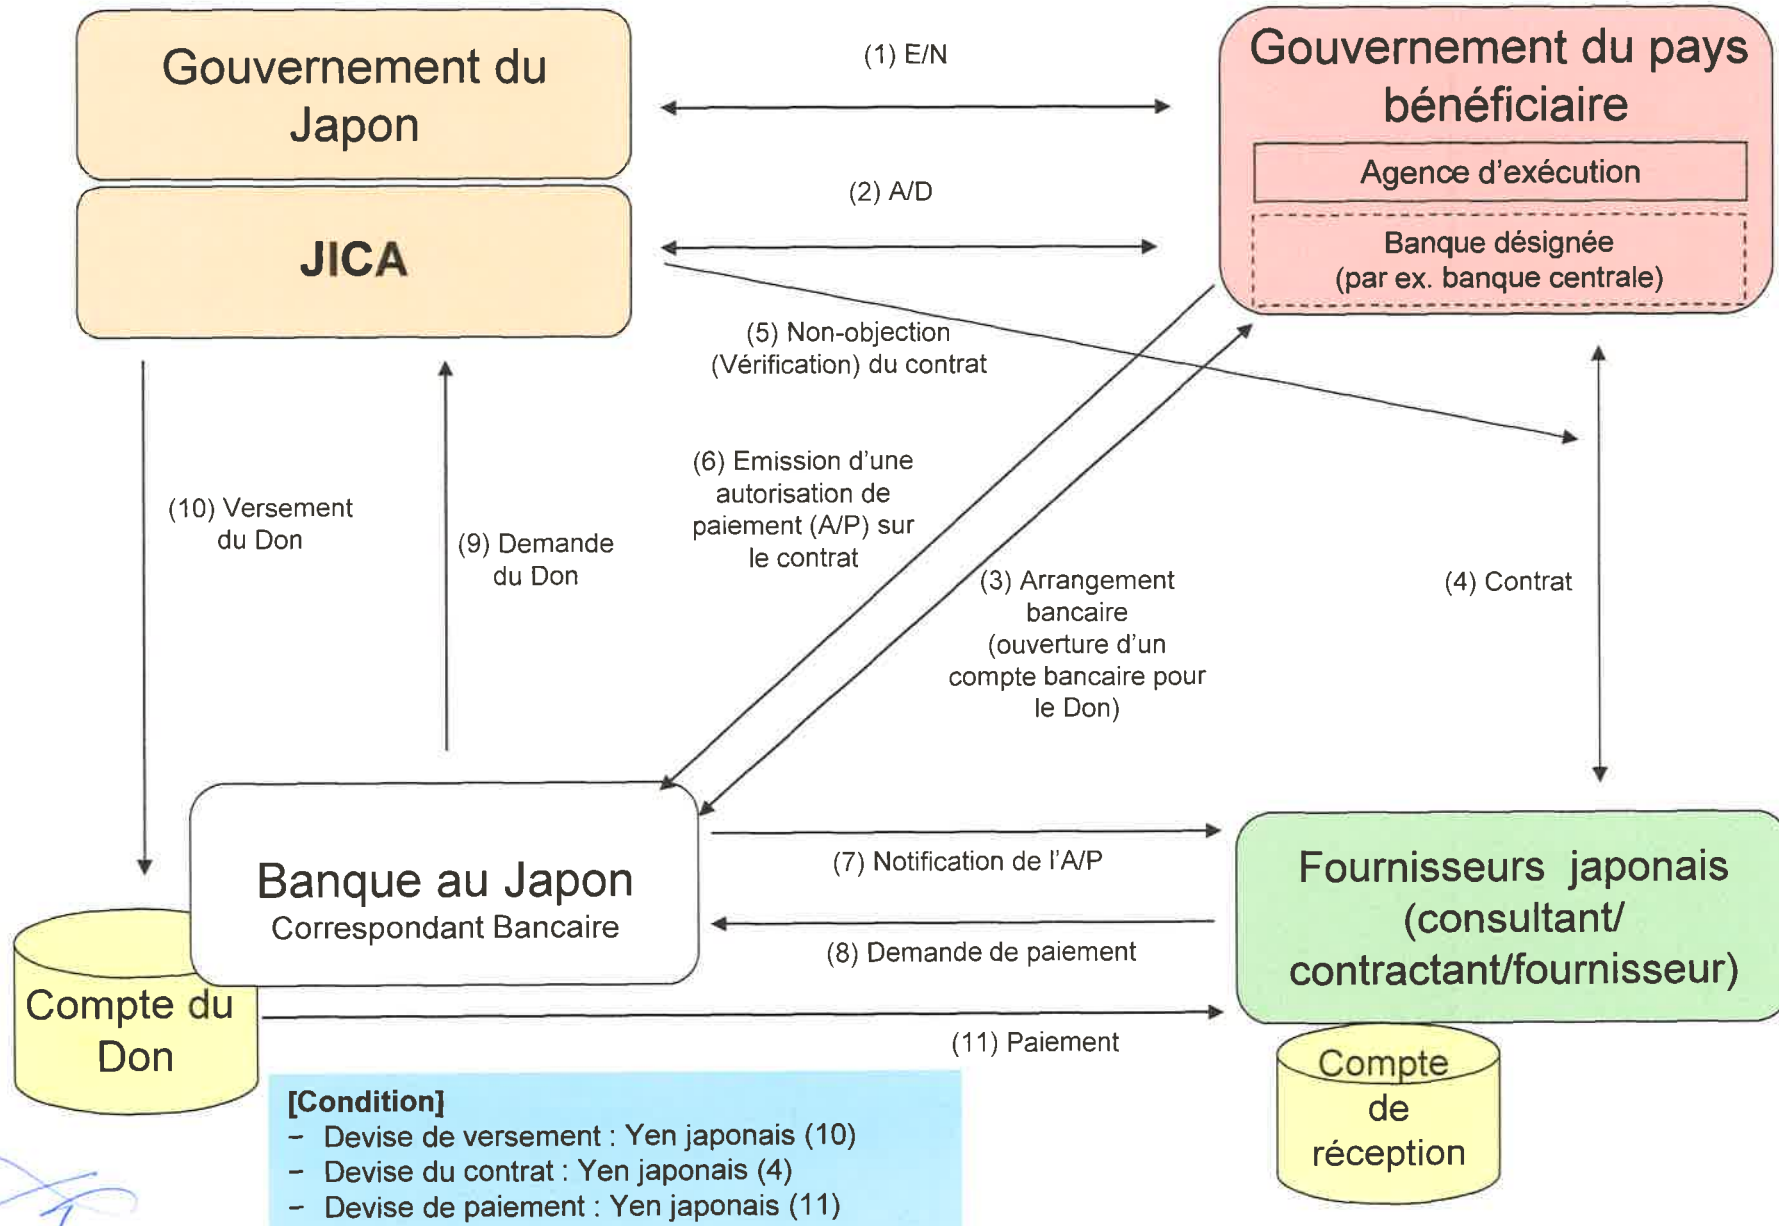 Gouvernement du
Japon
JICA
(1) E/N
(2) A/D
Gouvernement du pays
bénéficiaire
Agence d'exécution
Banque désignée
(par ex. banque centrale)
(5) Non-objection
(Vérification) du contrat
(6) Emission d'une
autorisation de
paiement (A/P) sur
le contrat
(10) Versement
du Don
(9) Demande
du Don
(3) Arrangement
bancaire
(ouverture d'un
compte bancaire pour
le Don)
(4) Contrat
Banque au Japon
Correspondant Bancaire
(7) Notification de l'A/P
(8) Demande de paiement
Fournisseurs japonais
(consultant/
contractant/fournisseur)
Compte du
Don
(11) Paiement
Compte
de
réception
[Condition]
- Devise de versement : Yen japonais (10)
- Devise du contrat : Yen japonais (4)
- Devise de paiement : Yen japonais (11)